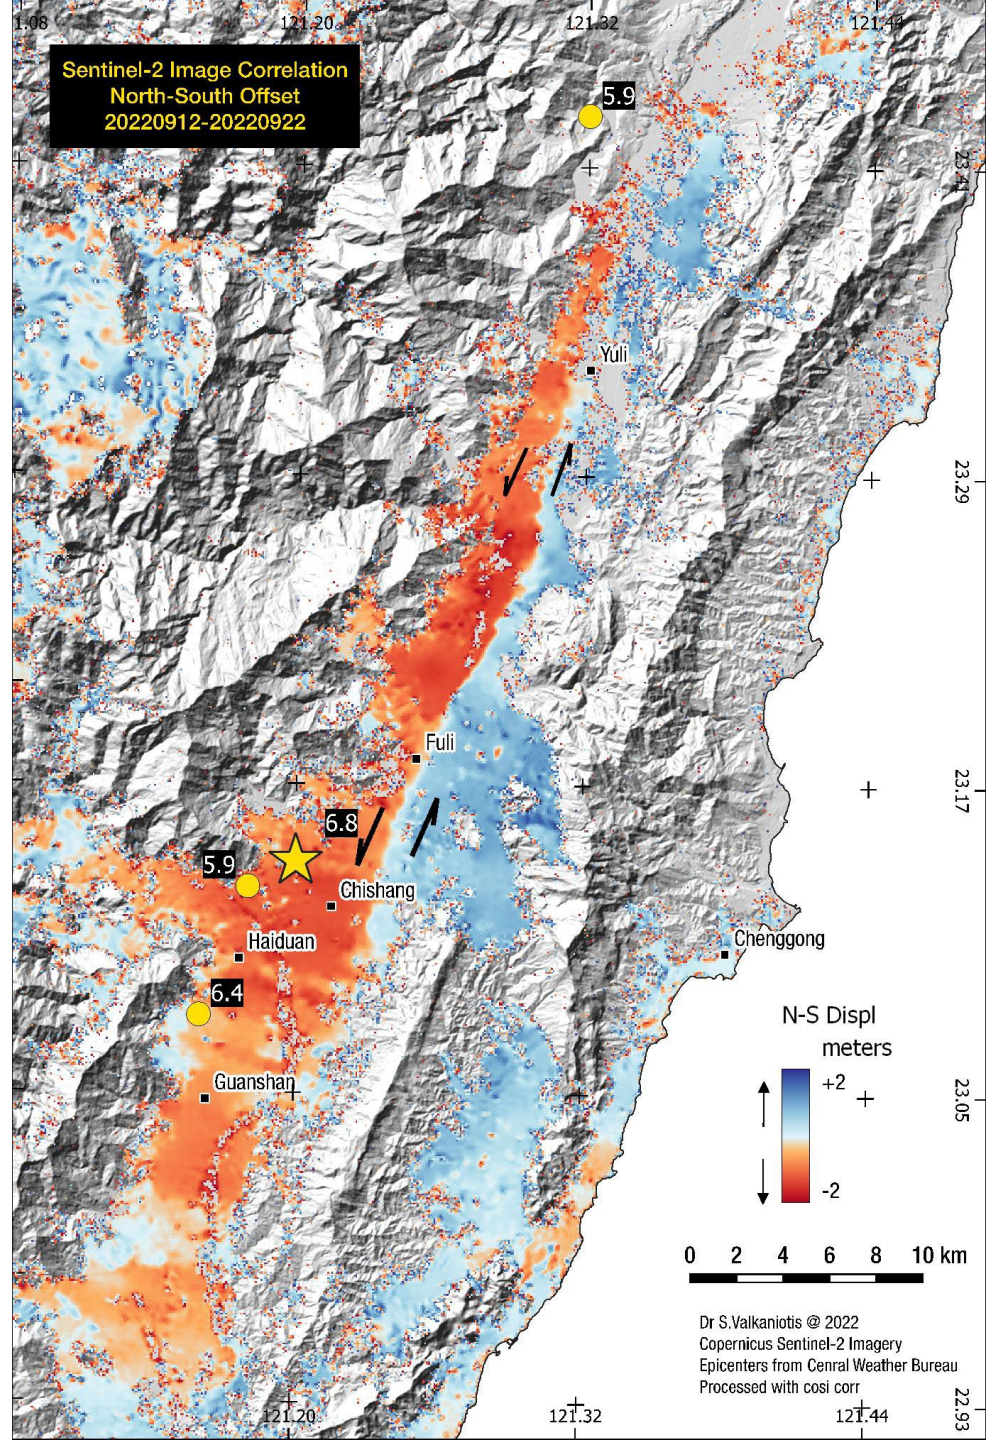 1.08
121.20
121.32
121.44
Sentinel-2 Image Correlation
North-South Offset
20220912-20220922
5.9
23.41
Yuli
23.29
Fuli
23.17
6.8
5.9
Chishang
Haiduan
Chenggong
6.4
N-S Displ
meters
Guanshan
+2
23.05
-2
0 2 4 6 8 10 km
Dr S.Valkaniotis @ 2022
Copernicus Sentinel-2 Imagery
Epicenters from Cenral Weather Bureau
Processed with cosi corr
22.93
121.20
121.32
121.44